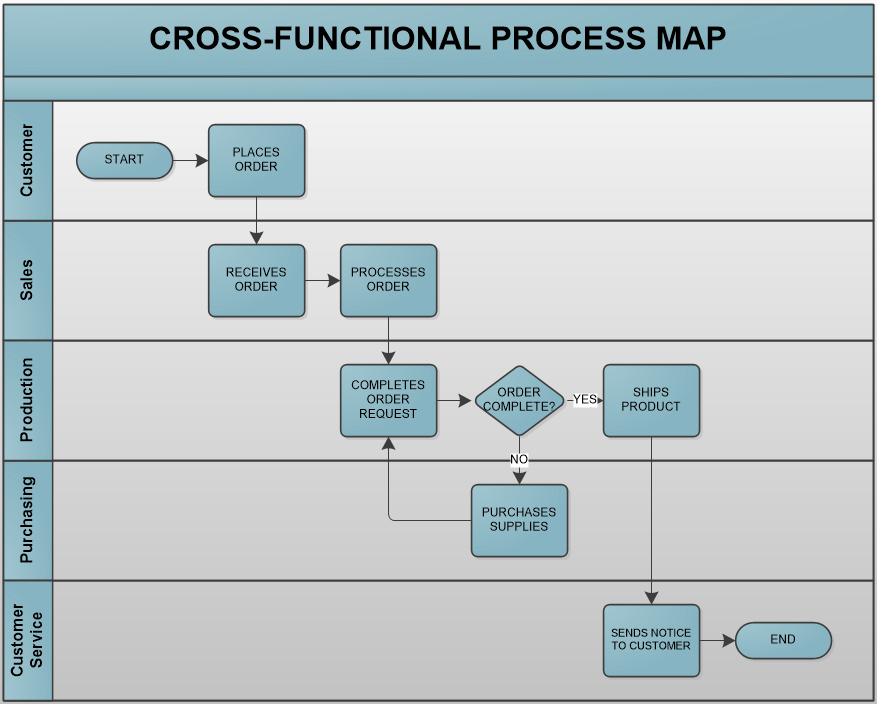 CROSS-FUNCTIONAL PROCESS MAP
Customer
START
PLACES
ORDER
Sales
RECEIVES
ORDER
PROCESSES
ORDER
Production
COMPLETES
ORDER
REQUEST
ORDER
COMPLETE?
YES
SHIPS
PRODUCT
NO
Purchasing
PURCHASES
SUPPLIES
Customer
Service
SENDS NOTICE
TO CUSTOMER
END